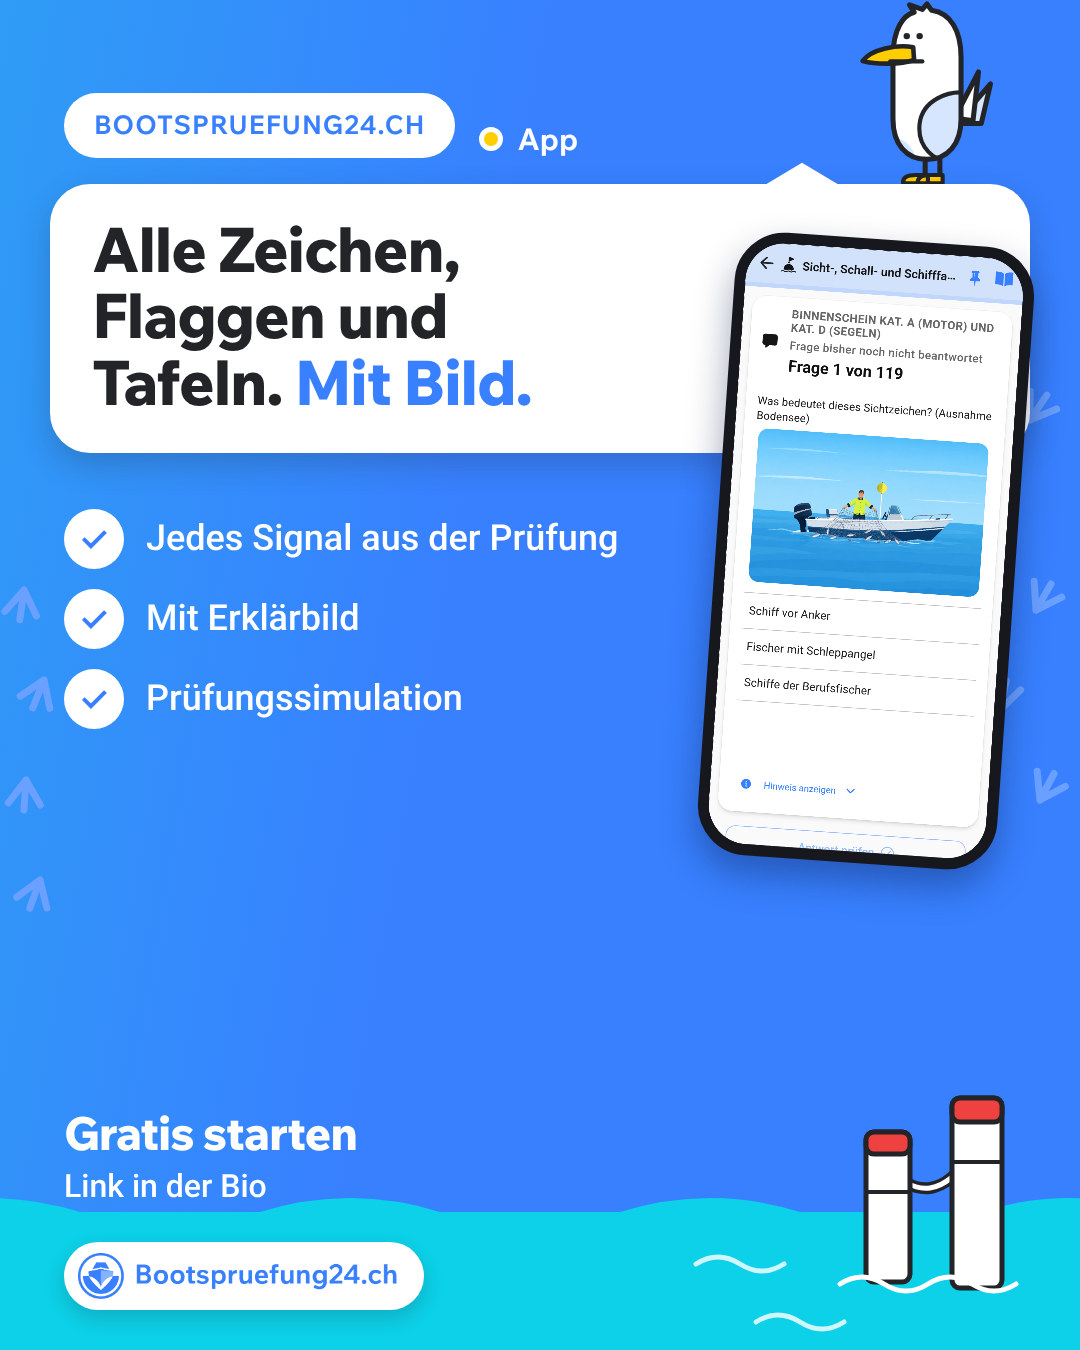 BOOTSPRUEFUNG24.CH
App
Alle Zeichen,
Flaggen und
Tafeln. Mit Bild.
Jedes Signal aus der Prüfung
Mit Erklärbild
Prüfungssimulation
Sicht-, Schall- und Schifffa...
BINNENSCHEIN KAT. A (MOTOR) UND
KAT. D (SEGELN)
Frage bisher noch nicht beantwortet
Frage 1 von 119
Was bedeutet dieses Sichtzeichen? (Ausnahme
Bodensee)
Schiff vor Anker
Fischer mit Schleppangel
Schiffe der Berufsfischer
Hinweis anzeigen
Antwort prüfen
Gratis starten
Link in der Bio
Bootspruefung24.ch